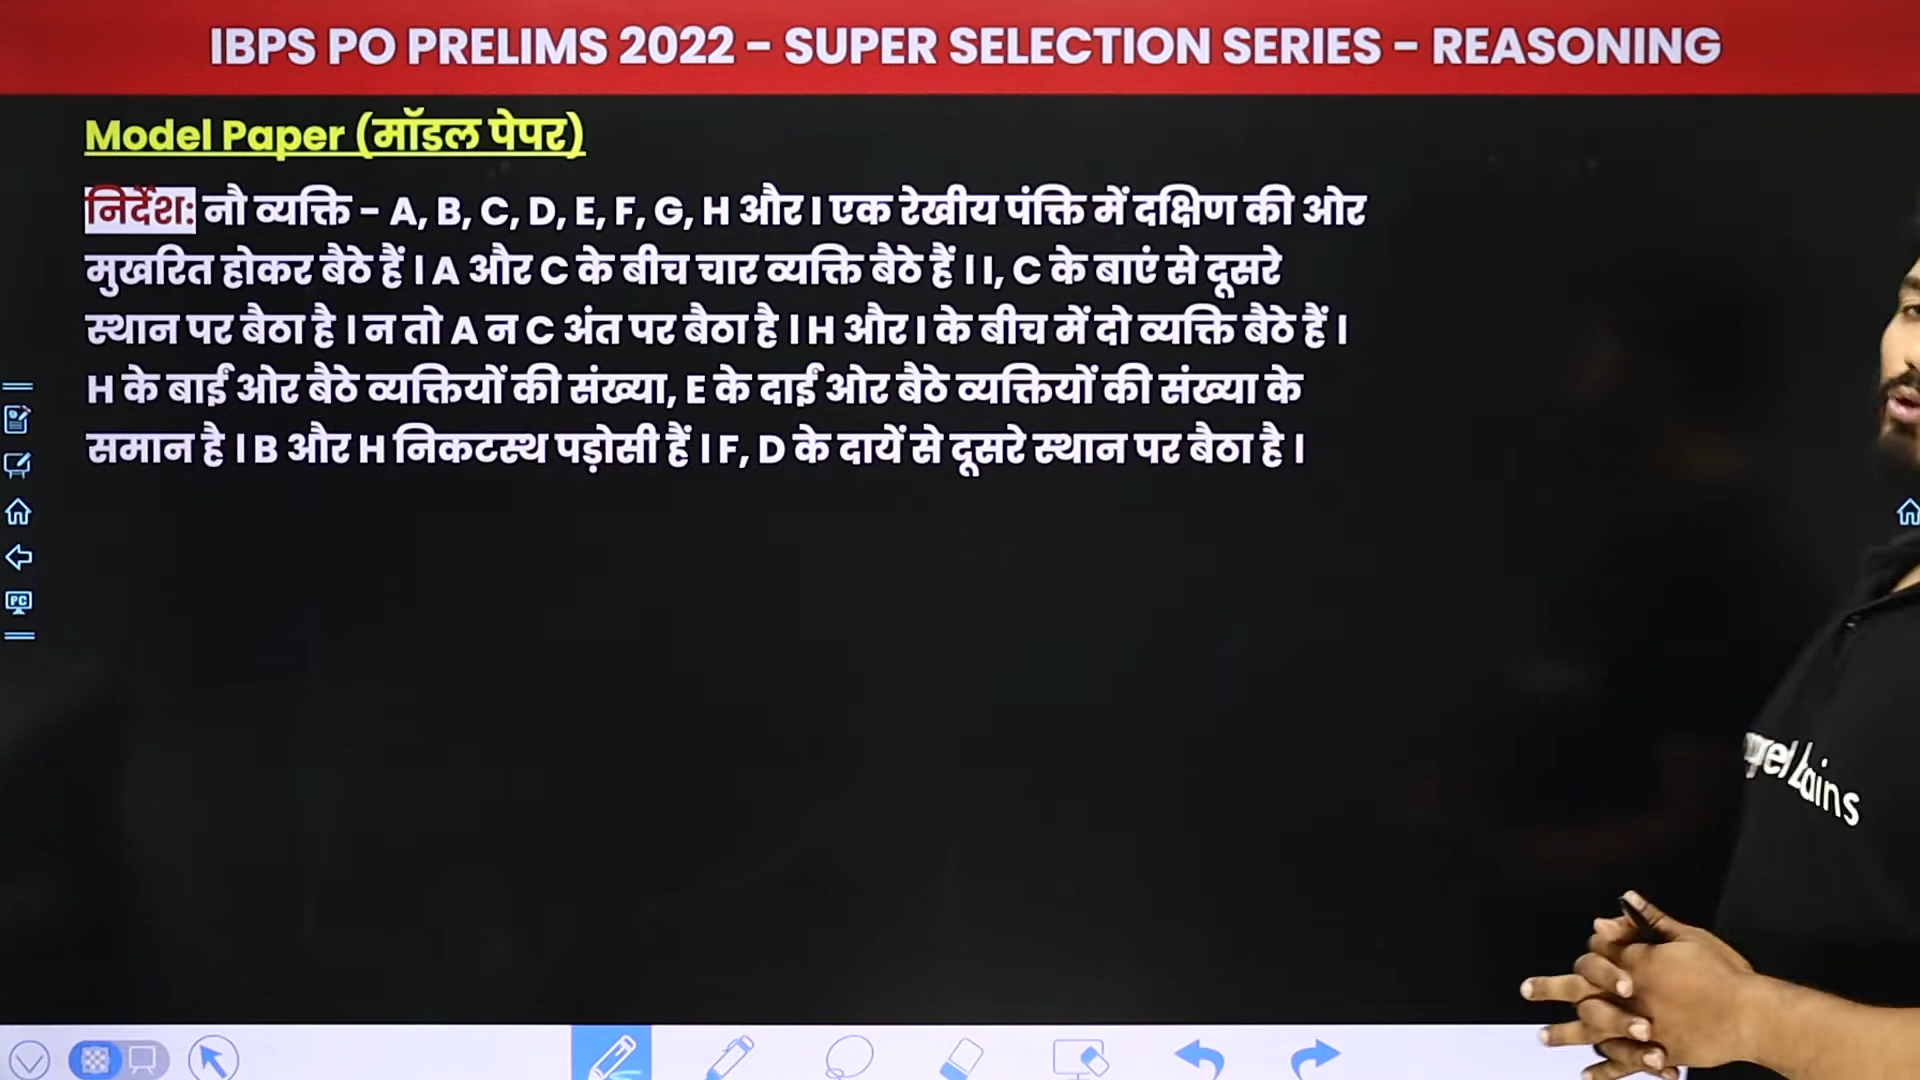 IBPS PO PRELIMS 2022 - SUPER SELECTION SERIES - REASONING
Model Paper (मॉडल पेपर)
निर्देश: नौ व्यक्ति - A, B, C, D, E, F, G, H और I एक रेखीय पंक्ति में दक्षिण की ओर
मुखरित होकर बैठे हैं । A और C के बीच चार व्यक्ति बैठे हैं । I, C के बाएं से दूसरे
स्थान पर बैठा है । न तो A न C अंत पर बैठा है । H और I के बीच में दो व्यक्ति बैठे हैं ।
H के बाईं ओर बैठे व्यक्तियों की संख्या, E के दाईं ओर बैठे व्यक्तियों की संख्या के
समान है । B और H निकटस्थ पड़ोसी हैं । F, D के दायें से दूसरे स्थान पर बैठा है ।
PC